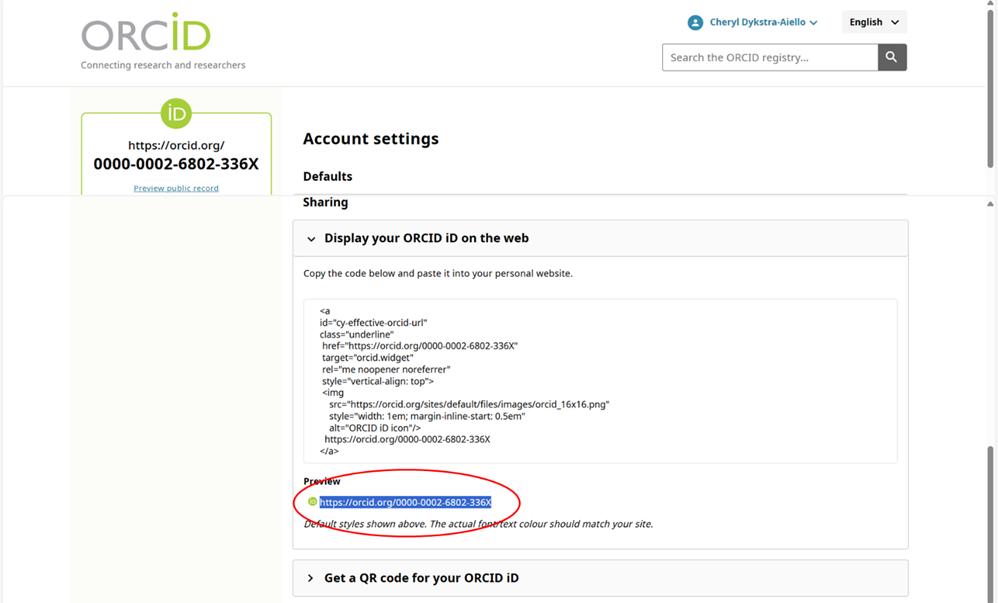 ORCiD
Connecting research and researchers
Cheryl Dykstra-Aiello
English
Search the ORCID registry...
iD
https://orcid.org/
0000-0002-6802-336X
Preview public record
Account settings
Defaults
Sharing
Display your ORCID iD on the web
Copy the code below and paste it into your personal website.
<a
id="cy-effective-orcid-url"
class="underline"
href="https://orcid.org/0000-0002-6802-336X"
target="orcid.widget"
rel="me noopener noreferrer"
style="vertical-align: top">
<img
src="https://orcid.org/sites/default/files/images/orcid_16x16.png"
style="width: 1em; margin-inline-start: 0.5em"
alt="ORCID iD icon"/>
https://orcid.org/0000-0002-6802-336X
</a>
Preview
iD https://orcid.org/0000-0002-6802-336X
Default styles shown above. The actual font/text colour should match your site.
Get a QR code for your ORCID iD